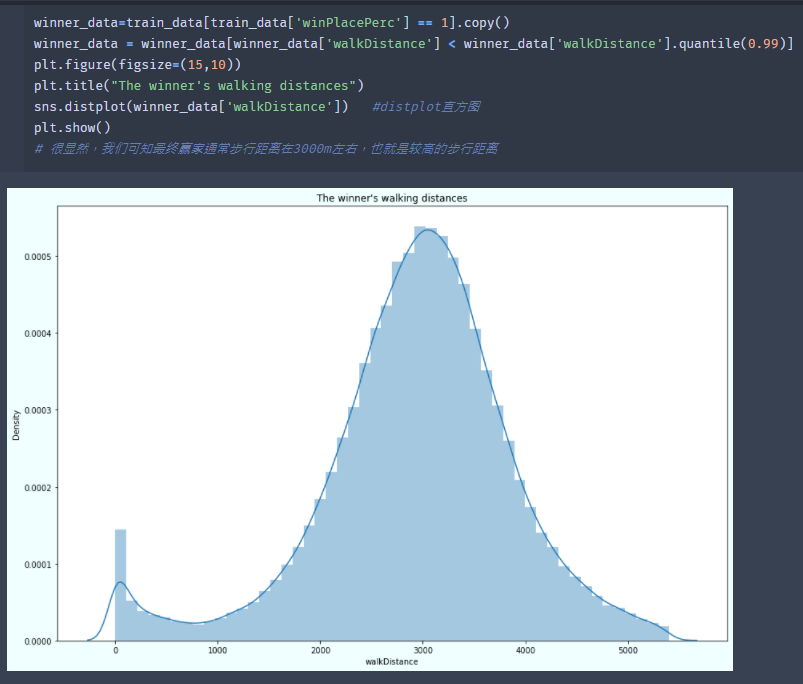 winner_data=train_data[train_data['winPlacePerc'] == 1].copy()
winner_data = winner_data[winner_data['walkDistance'] < winner_data['walkDistance'].quantile(0.99)]
plt.figure(figsize=(15,10))
plt.title("The winner's walking distances")
sns.distplot(winner_data['walkDistance'])   #distplot直方图
plt.show()
# 很显然，我们可知最终赢家通常步行距离在3000m左右，也就是较高的步行距离
The winner's walking distances
0.0005
0.0004
0.0003
0.0002
0.0001
0.0000
Density
0 1000 2000 3000 4000 5000
walkDistance